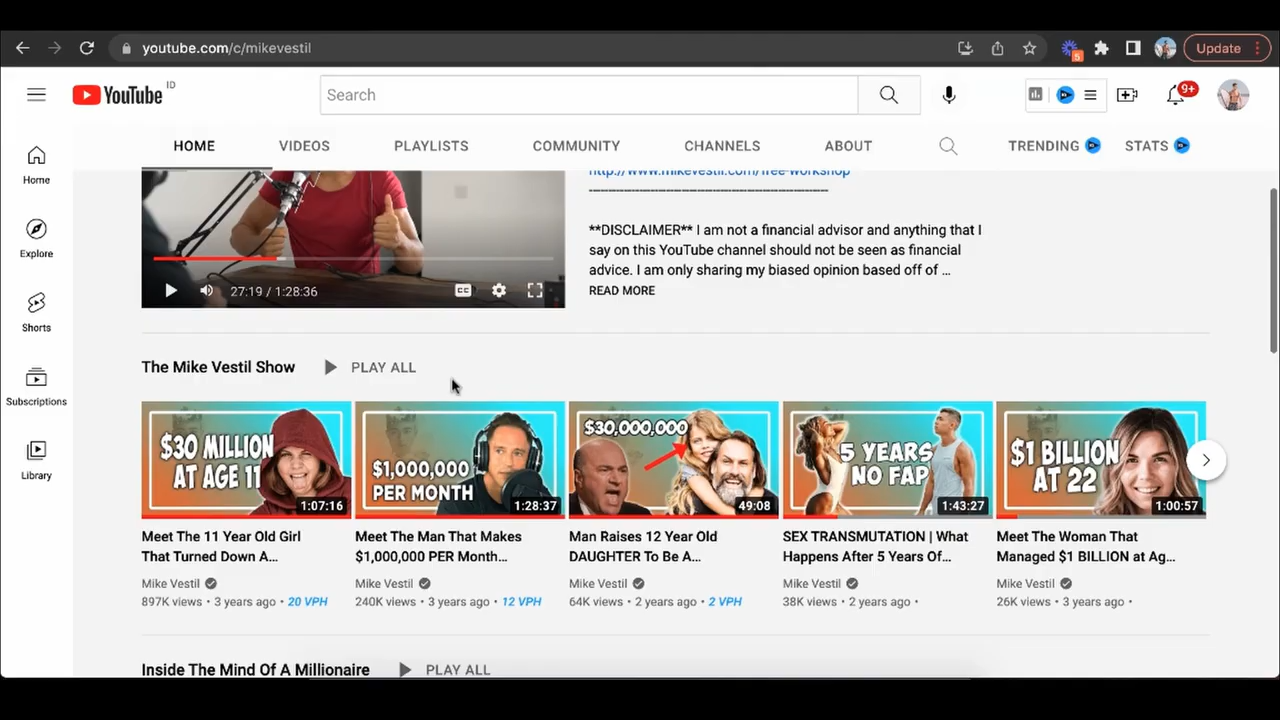 youtube.com/c/mikevestil
5
Update
YouTube ID
Search
9+
HOME
VIDEOS
PLAYLISTS
COMMUNITY
CHANNELS
ABOUT
TRENDING
STATS
Home
Explore
Shorts
Subscriptions
Library
http://www.mikevestil.com/free-workshop
------------------------------------------------------------
**DISCLAIMER** I am not a financial advisor and anything that I
say on this YouTube channel should not be seen as financial
advice. I am only sharing my biased opinion based off of ...
READ MORE
27:19 / 1:28:36
CC
The Mike Vestil Show
PLAY ALL
$30 MILLION
AT AGE 11
1:07:16
$1,000,000
PER MONTH
1:28:37
$30,000,000
49:08
5 YEARS
NO FAP
1:43:27
$1 BILLION
AT 22
1:00:57
Meet The 11 Year Old Girl
That Turned Down A...
Mike Vestil
897K views • 3 years ago • 20 VPH
Meet The Man That Makes
$1,000,000 PER Month...
Mike Vestil
240K views • 3 years ago • 12 VPH
Man Raises 12 Year Old
DAUGHTER To Be A...
Mike Vestil
64K views • 2 years ago • 2 VPH
SEX TRANSMUTATION | What
Happens After 5 Years Of...
Mike Vestil
38K views • 2 years ago •
Meet The Woman That
Managed $1 BILLION at Ag...
Mike Vestil
26K views • 3 years ago •
Inside The Mind Of A Millionaire
PLAY ALL